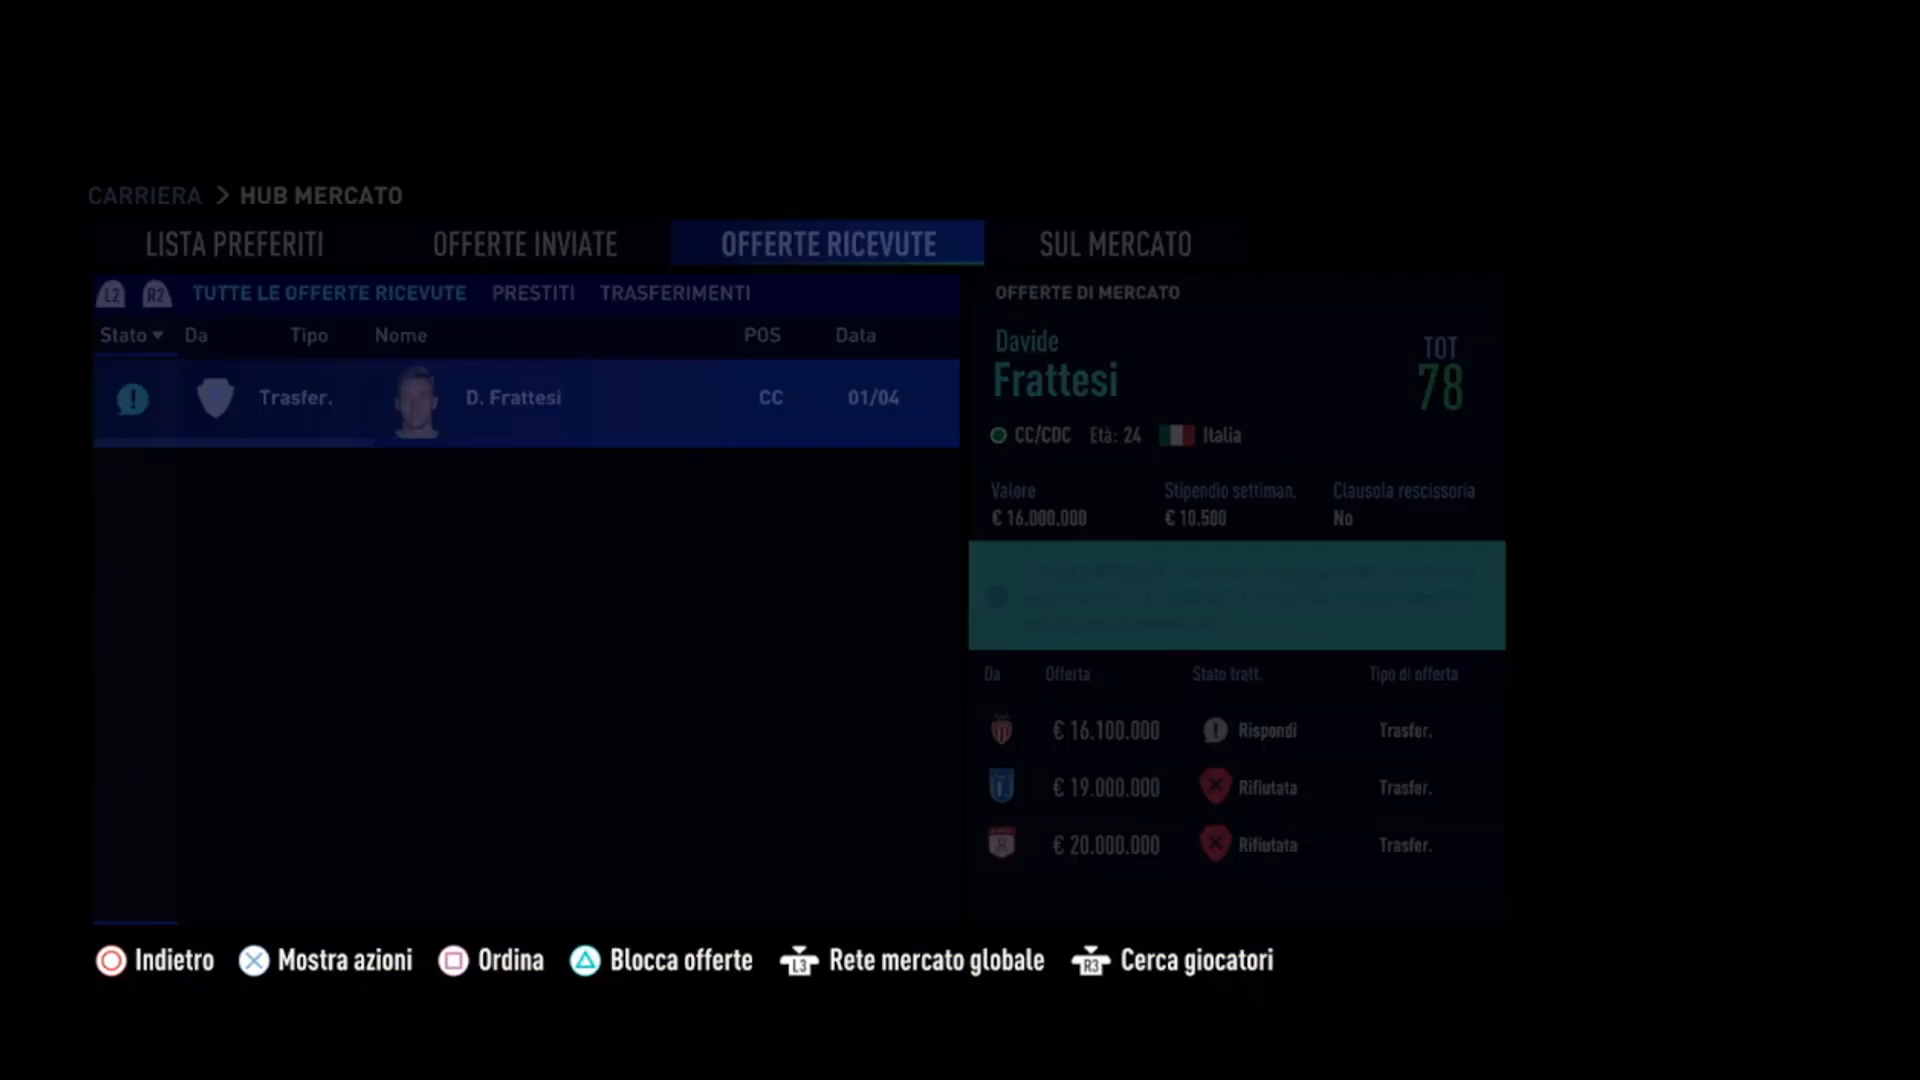 CARRIERA > HUB MERCATO
LISTA PREFERITI OFFERTE INVIATE OFFERTE RICEVUTE SUL MERCATO
L2 R2 TUTTE LE OFFERTE RICEVUTE PRESTITI TRASFERIMENTI
Stato Da Tipo Nome POS Data
Trasfer. D. Frattesi CC 01/04
OFFERTE DI MERCATO
Davide
Frattesi
TOT
78
CC/CDC Età: 24 Italia
Valore Stipendio settiman. Clausola rescissoria
€ 16.000.000 € 10.500 No
Da Offerta Stato tratt. Tipo di offerta
€ 16.100.000 Rispondi Trasfer.
€ 19.000.000 Rifiutata Trasfer.
€ 20.000.000 Rifiutata Trasfer.
Indietro Mostra azioni Ordina Blocca offerte L3 Rete mercato globale R3 Cerca giocatori